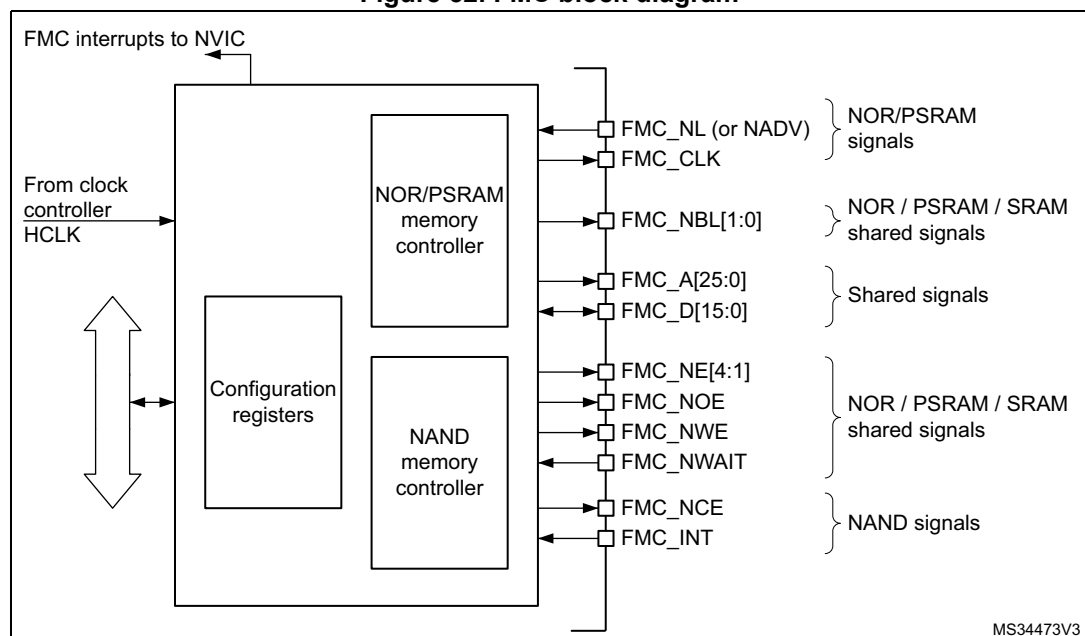 FMC interrupts to NVIC
From clock
controller
HCLK
Configuration
registers
NOR/PSRAM
memory
controller
NAND
memory
controller
FMC_NL (or NADV)
FMC_CLK
NOR/PSRAM
signals
FMC_NBL[1:0]
NOR / PSRAM / SRAM
shared signals
FMC_A[25:0]
FMC_D[15:0]
Shared signals
FMC_NE[4:1]
FMC_NOE
FMC_NWE
FMC_NWAIT
NOR / PSRAM / SRAM
shared signals
FMC_NCE
FMC_INT
NAND signals
MS34473V3